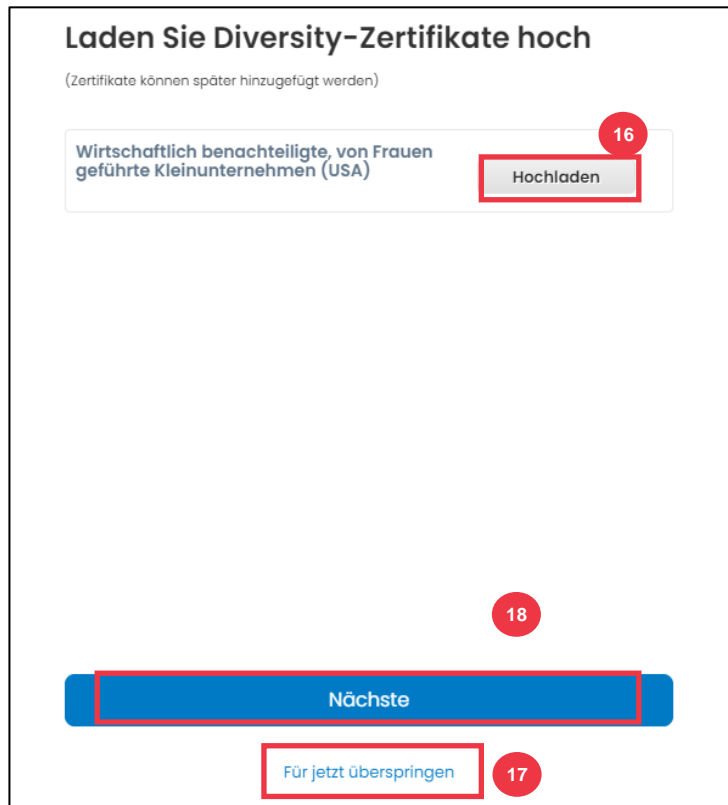 Laden Sie Diversity-Zertifikate hoch
(Zertifikate können später hinzugefügt werden)
16
Wirtschaftlich benachteiligte, von Frauen
geführte Kleinunternehmen (USA)
Hochladen
18
Nächste
Für jetzt überspringen
17